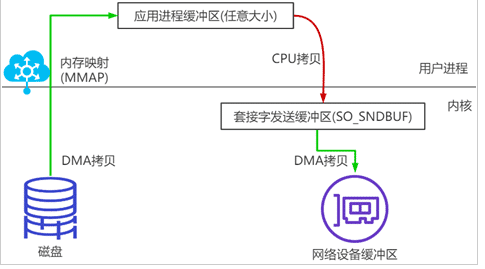 应用进程缓冲区(任意大小)
内存映射
(MMAP)
CPU拷贝
用户进程
内核
套接字发送缓冲区(SO_SNDBUF)
DMA拷贝
DMA拷贝
磁盘
网络设备缓冲区